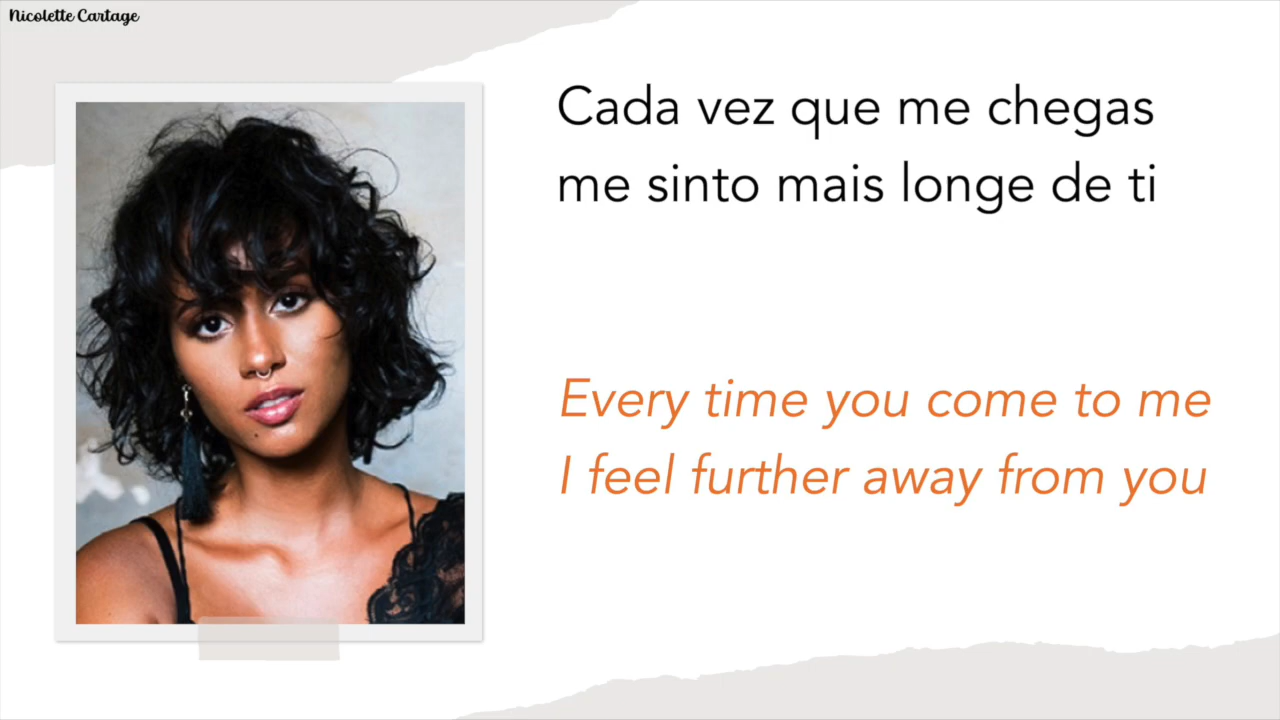 Nicolette Cartage
Cada vez que me chegas
me sinto mais longe de ti
Every time you come to me
I feel further away from you